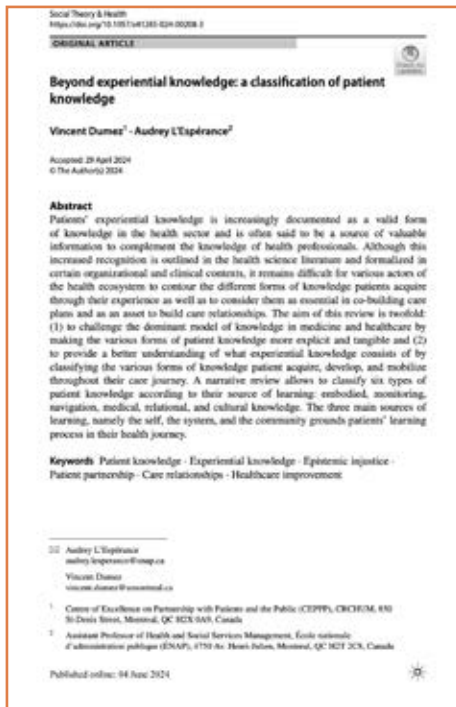 Social Theory & Health
https://doi.org/10.1057/s41285-024-00208-3
ORIGINAL ARTICLE
Beyond experiential knowledge: a classification of patient
knowledge
Vincent Dumez¹ · Audrey L'Espérance²
Accepted: 29 April 2024
© The Author(s) 2024
Abstract
Patients' experiential knowledge is increasingly documented as a valid form
of knowledge in the health sector and is often said to be a source of valuable
information to complement the knowledge of health professionals. Although this
increased recognition is outlined in the health science literature and formalized in
certain organizational and clinical contexts, it remains difficult for various actors of
the health ecosystem to contour the different forms of knowledge patients acquire
through their experience as well as to consider them as essential in co-building care
plans and as an asset to build care relationships. The aim of this review is twofold:
(1) to challenge the dominant model of knowledge in medicine and healthcare by
making the various forms of patient knowledge more explicit and tangible and (2)
to provide a better understanding of what experiential knowledge consists of by
classifying the various forms of knowledge patient acquire, develop, and mobilize
throughout their care journey. A narrative review allows to classify six types of
patient knowledge according to their source of learning: embodied, monitoring,
navigation, medical, relational, and cultural knowledge. The three main sources of
learning, namely the self, the system, and the community grounds patients' learning
process in their health journey.
Keywords Patient knowledge · Experiential knowledge · Epistemic injustice ·
Patient partnership · Care relationships · Healthcare improvement
Audrey L'Espérance
audrey.lesperance@enap.ca
Vincent Dumez
vincent.dumez@umontreal.ca
¹ Centre of Excellence on Partnership with Patients and the Public (CEPPP), CRCHUM, 850
St-Denis Street, Montreal, QC H2X 0A9, Canada
² Assistant Professor of Health and Social Services Management, École nationale
d'administration publique (ENAP), 4750 Av. Henri-Julien, Montreal, QC H2T 2C8, Canada
Published online: 04 June 2024